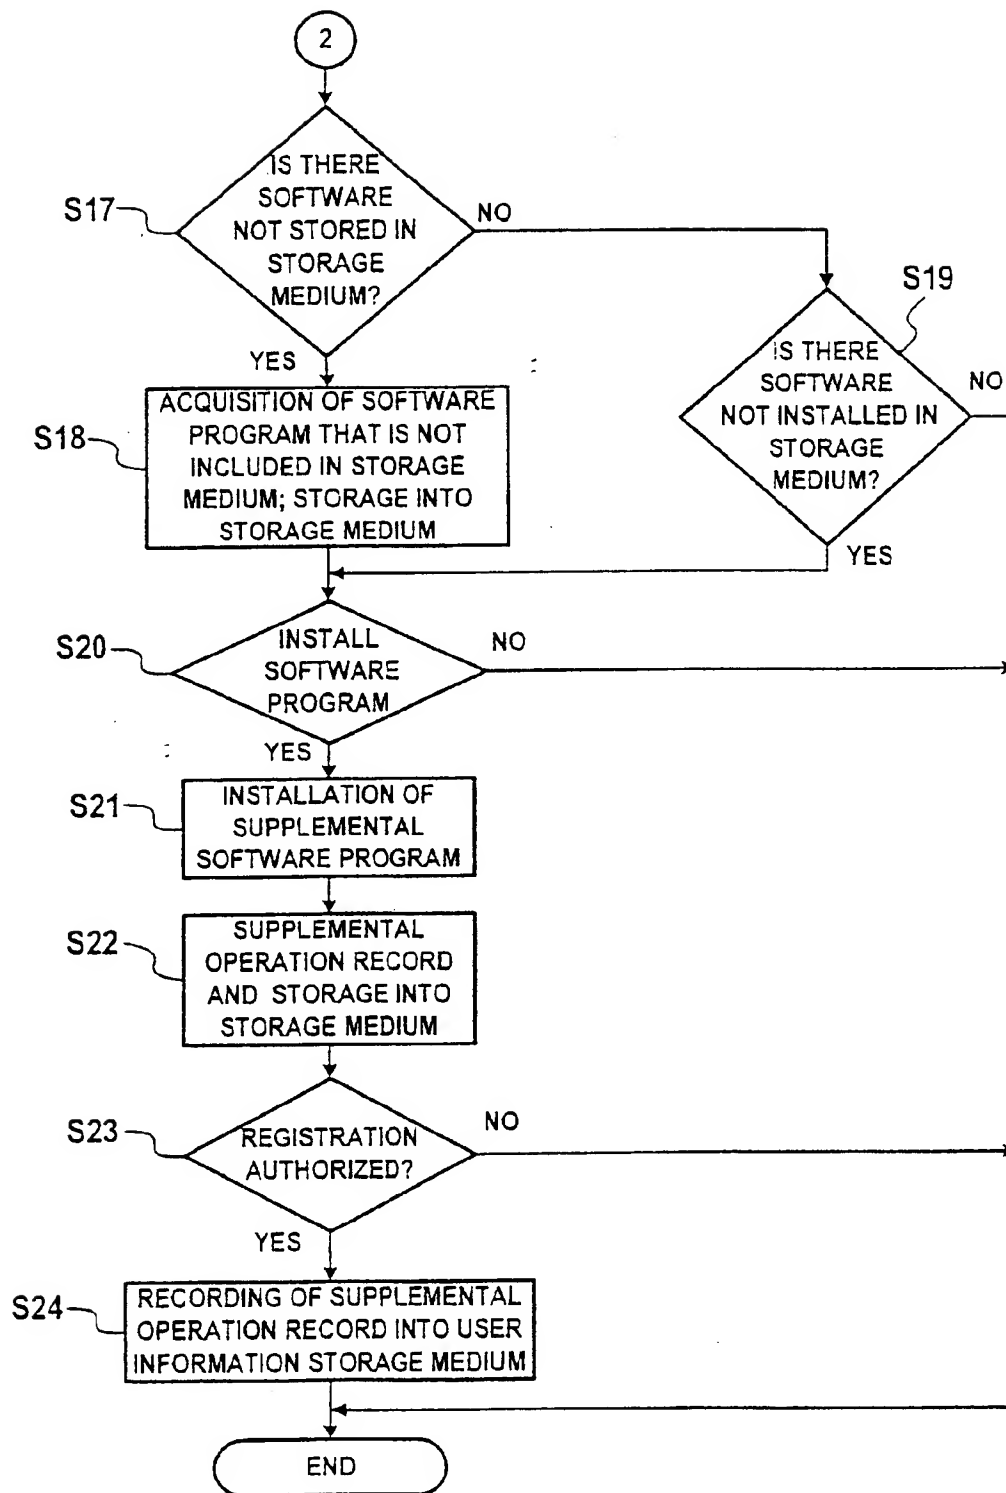 2
IS THERE
SOFTWARE
NOT STORED IN
STORAGE
MEDIUM?
S17
NO
YES
S19
IS THERE
SOFTWARE
NOT INSTALLED IN
STORAGE
MEDIUM?
NO
YES
S18
ACQUISITION OF SOFTWARE
PROGRAM THAT IS NOT
INCLUDED IN STORAGE
MEDIUM; STORAGE INTO
STORAGE MEDIUM
S20
INSTALL
SOFTWARE
PROGRAM
NO
YES
S21
INSTALLATION OF
SUPPLEMENTAL
SOFTWARE PROGRAM
S22
SUPPLEMENTAL
OPERATION RECORD
AND STORAGE INTO
STORAGE MEDIUM
S23
REGISTRATION
AUTHORIZED?
NO
YES
S24
RECORDING OF SUPPLEMENTAL
OPERATION RECORD INTO USER
INFORMATION STORAGE MEDIUM
END